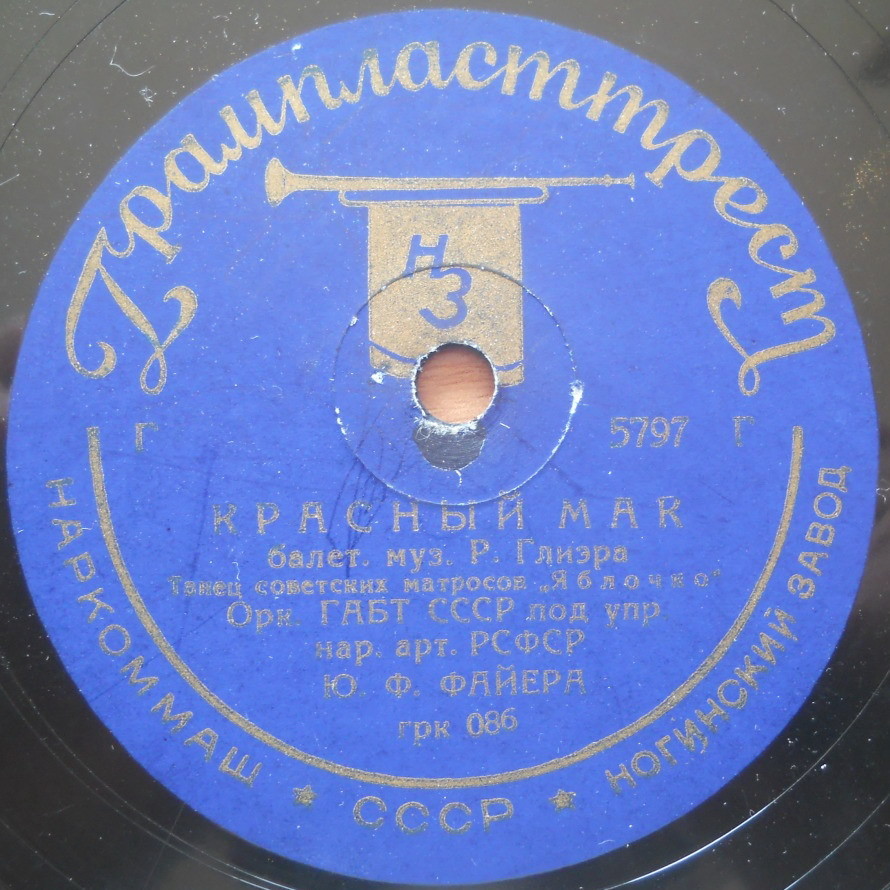 Грампласттрест
НЗ
Г 5797 Г
КРАСНЫЙ МАК
балет. муз. Р. Глиэра
Танец советских матросов „Яблочко"
Орк. ГАБТ СССР под упр.
нар. арт. РСФСР
Ю. Ф. ФАЙЕРА
грк 086
НАРКОММАШ ★ СССР ★ НОГИНСКИЙ ЗАВОД